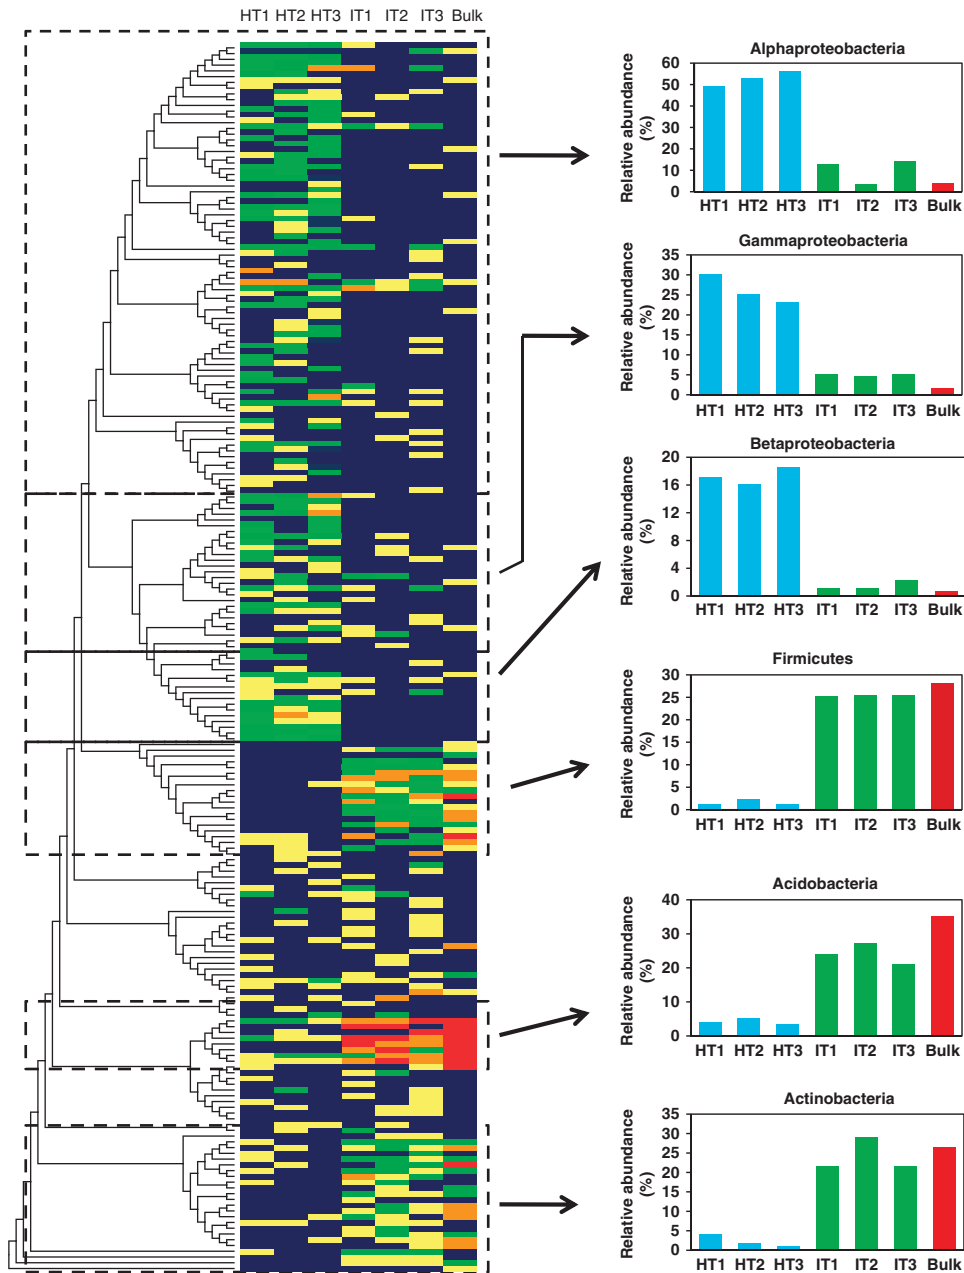 HT1 HT2 HT3 IT1 IT2 IT3 Bulk
Alphaproteobacteria
Relative abundance
(%)
60
50
40
30
20
10
0
HT1 HT2 HT3 IT1 IT2 IT3 Bulk
Gammaproteobacteria
Relative abundance
(%)
35
30
25
20
15
10
5
0
HT1 HT2 HT3 IT1 IT2 IT3 Bulk
Betaproteobacteria
Relative abundance
(%)
20
16
12
8
4
0
HT1 HT2 HT3 IT1 IT2 IT3 Bulk
Firmicutes
Relative abundance
(%)
30
25
20
15
10
5
0
HT1 HT2 HT3 IT1 IT2 IT3 Bulk
Acidobacteria
Relative abundance
(%)
40
30
20
10
0
HT1 HT2 HT3 IT1 IT2 IT3 Bulk
Actinobacteria
Relative abundance
(%)
35
30
25
20
15
10
5
0
HT1 HT2 HT3 IT1 IT2 IT3 Bulk